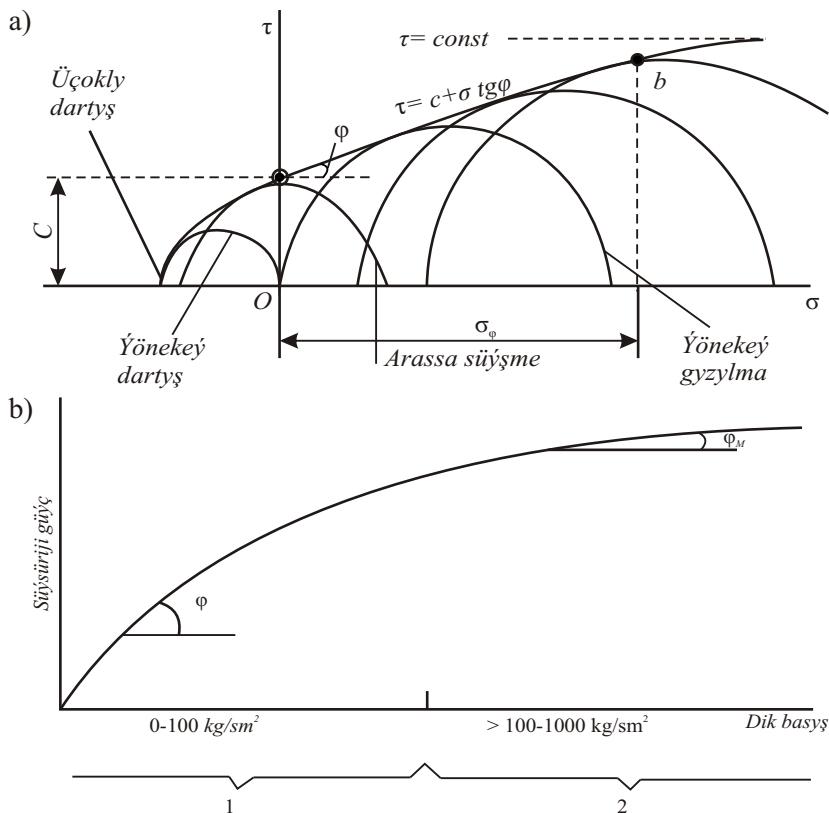 a)
τ
τ= const
Üçokly
dartyş
b
τ= c+σ tgφ
φ
C
O
σ
σφ
Ýönekeý
dartyş
Arassa süýşme
Ýönekeý
gyzylma
b)
Süýsüriji güýç
φM
φ
0-100 kg/sm²
> 100-1000 kg/sm²
Dik basyş
1
2